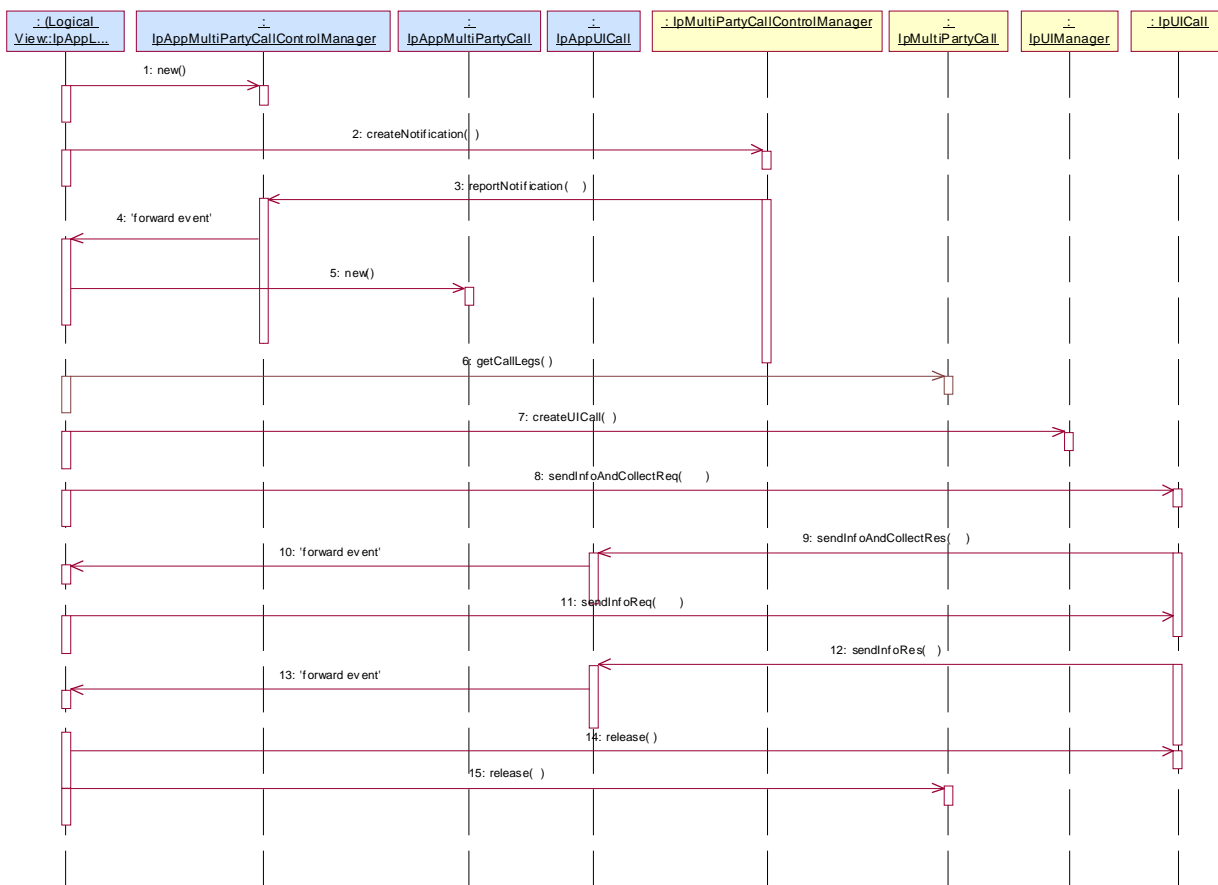 : (Logical
View::IpAppL...
:
IpAppMultiPartyCallControlManager
:
IpAppMultiPartyCall
:
IpAppUICall
: IpMultiPartyCallControlManager
:
IpMultiPartyCall
:
IpUIManager
: IpUICall
1: new()
2: createNotification( )
3: reportNotification( )
4: 'forward event'
5: new()
6: getCallLegs( )
7: createUICall( )
8: sendInfoAndCollectReq( )
9: sendInfoAndCollectRes( )
10: 'forward event'
11: sendInfoReq( )
12: sendInfoRes( )
13: 'forward event'
14: release( )
15: release( )